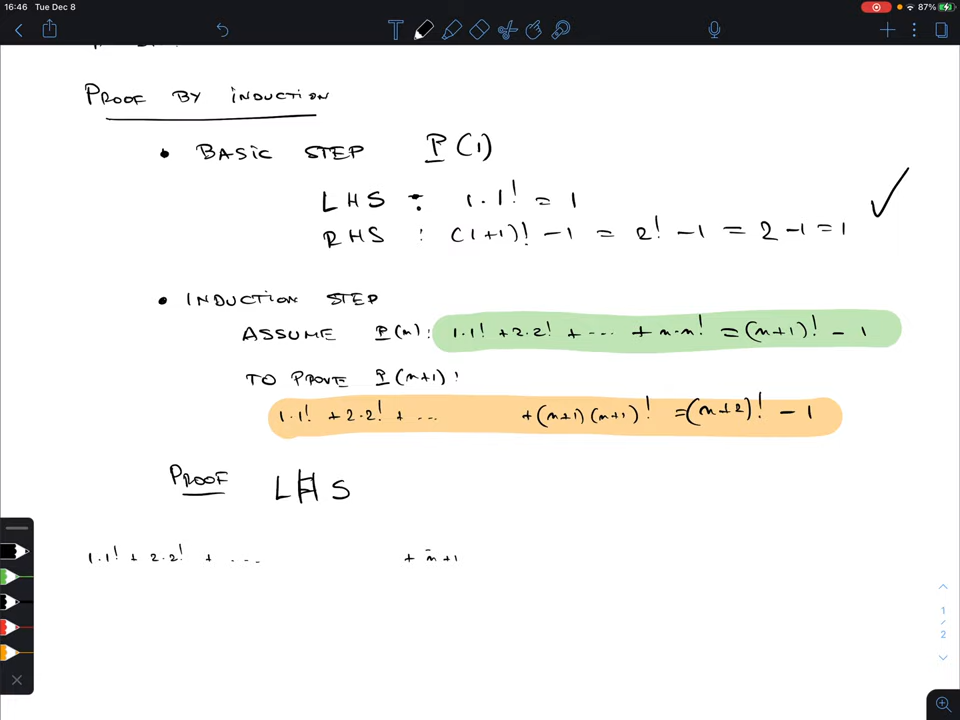 16:46 Tue Dec 8 87%
PROOF BY INDUCTION
• BASIC STEP P(1)
LHS : 1·1! = 1
RHS : (1+1)! -1 = 2! -1 = 2-1=1 ✓
• INDUCTION STEP
ASSUME P(n): 1·1! +2·2! + ··· + n·n! =(n+1)! - 1
TO PROVE P(n+1):
1·1! + 2·2! + ··· +(n+1)(n+1)! =(n+2)! - 1
PROOF LHS
1·1! + 2·2! + ··· + n+1
1
/
2